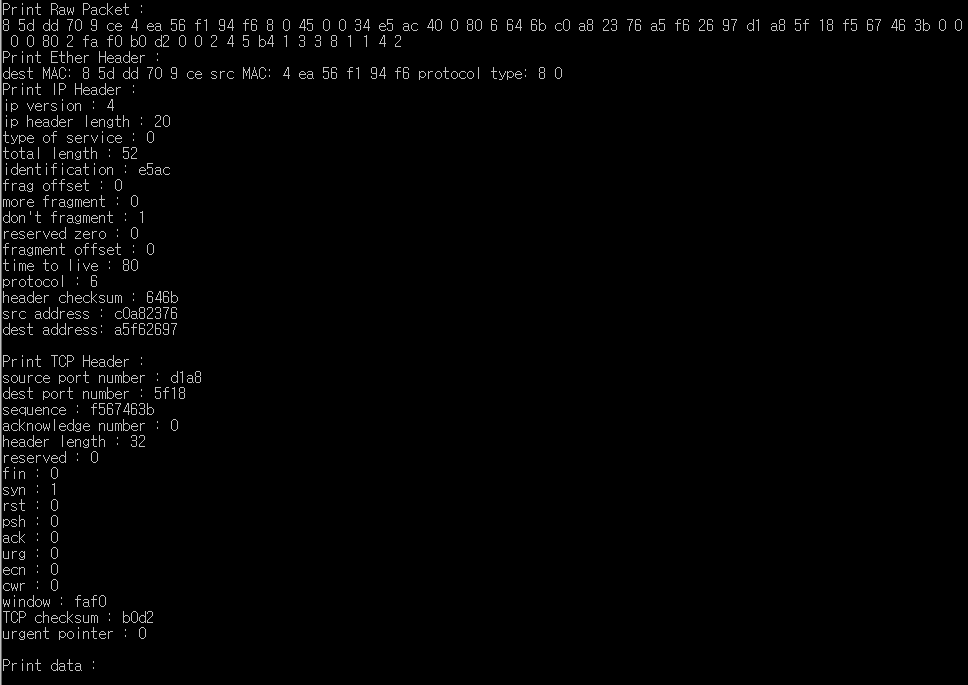 Print Raw Packet :
8 5d dd 70 9 ce 4 ea 56 f1 94 f6 8 0 45 0 0 34 e5 ac 40 0 80 6 64 6b c0 a8 23 76 a5 f6 26 97 d1 a8 5f 18 f5 67 46 3b 0 0
0 0 80 2 fa f0 b0 d2 0 0 2 4 5 b4 1 3 3 8 1 1 4 2
Print Ether Header :
dest MAC: 8 5d dd 70 9 ce src MAC: 4 ea 56 f1 94 f6 protocol type: 8 0
Print IP Header :
ip version : 4
ip header length : 20
type of service : 0
total length : 52
identification : e5ac
frag offset : 0
more fragment : 0
don't fragment : 1
reserved zero : 0
fragment offset : 0
time to live : 80
protocol : 6
header checksum : 646b
src address : c0a82376
dest address: a5f62697
Print TCP Header :
source port number : d1a8
dest port number : 5f18
sequence : f567463b
acknowledge number : 0
header length : 32
reserved : 0
fin : 0
syn : 1
rst : 0
psh : 0
ack : 0
urg : 0
ecn : 0
cwr : 0
window : faf0
TCP checksum : b0d2
urgent pointer : 0
Print data :